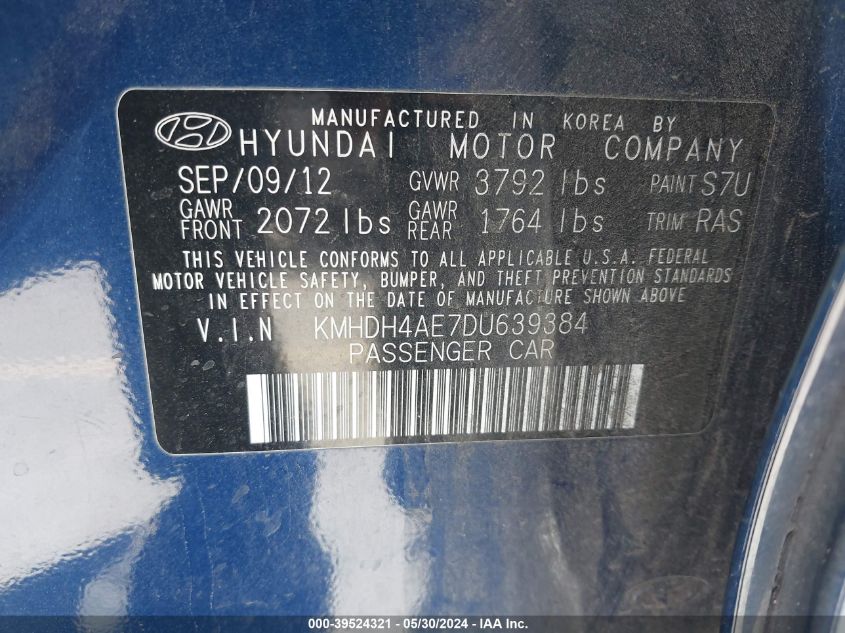 MANUFACTURED IN KOREA BY
HYUNDAI MOTOR COMPANY
SEP/09/12 GVWR 3792 lbs PAINT S7U
GAWR FRONT 2072 lbs GAWR REAR 1764 lbs TRIM RAS
THIS VEHICLE CONFORMS TO ALL APPLICABLE U.S.A. FEDERAL
MOTOR VEHICLE SAFETY, BUMPER, AND THEFT PREVENTION STANDARDS
IN EFFECT ON THE DATE OF MANUFACTURE SHOWN ABOVE
V.I.N KMHDH4AE7DU639384
PASSENGER CAR
000-39524321 - 05/30/2024 - IAA Inc.